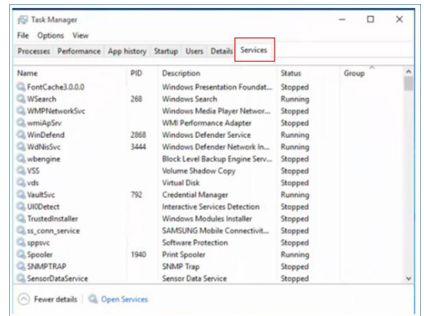 Task Manager
File Options View
Processes Performance App history Startup Users Details Services
Name PID Description Status Group
FontCache3.0.0.0 Windows Presentation Foundat... Stopped
WSearch 268 Windows Search Running
WMPNetworkSvc Windows Media Player Networ... Stopped
wmiApSrv WMI Performance Adapter Stopped
WinDefend 2868 Windows Defender Service Running
WdNisSvc 3444 Windows Defender Network In... Running
wbengine Block Level Backup Engine Serv... Stopped
VSS Volume Shadow Copy Stopped
vds Virtual Disk Stopped
VaultSvc 792 Credential Manager Running
UI0Detect Interactive Services Detection Stopped
TrustedInstaller Windows Modules Installer Stopped
ss_conn_service SAMSUNG Mobile Connectivit... Stopped
sppsvc Software Protection Stopped
Spooler 1940 Print Spooler Running
SNMPTRAP SNMP Trap Stopped
SensorDataService Sensor Data Service Stopped
Fewer details Open Services